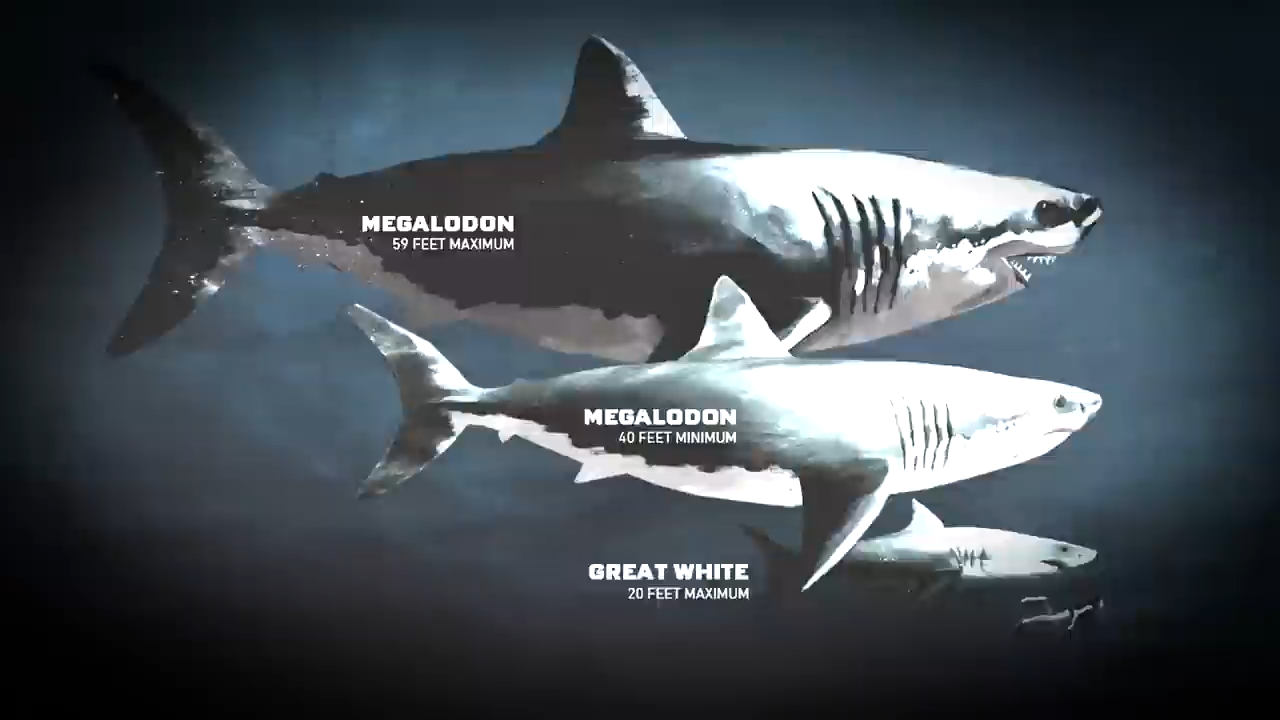 MEGALODON
59 FEET MAXIMUM
MEGALODON
40 FEET MINIMUM
GREAT WHITE
20 FEET MAXIMUM